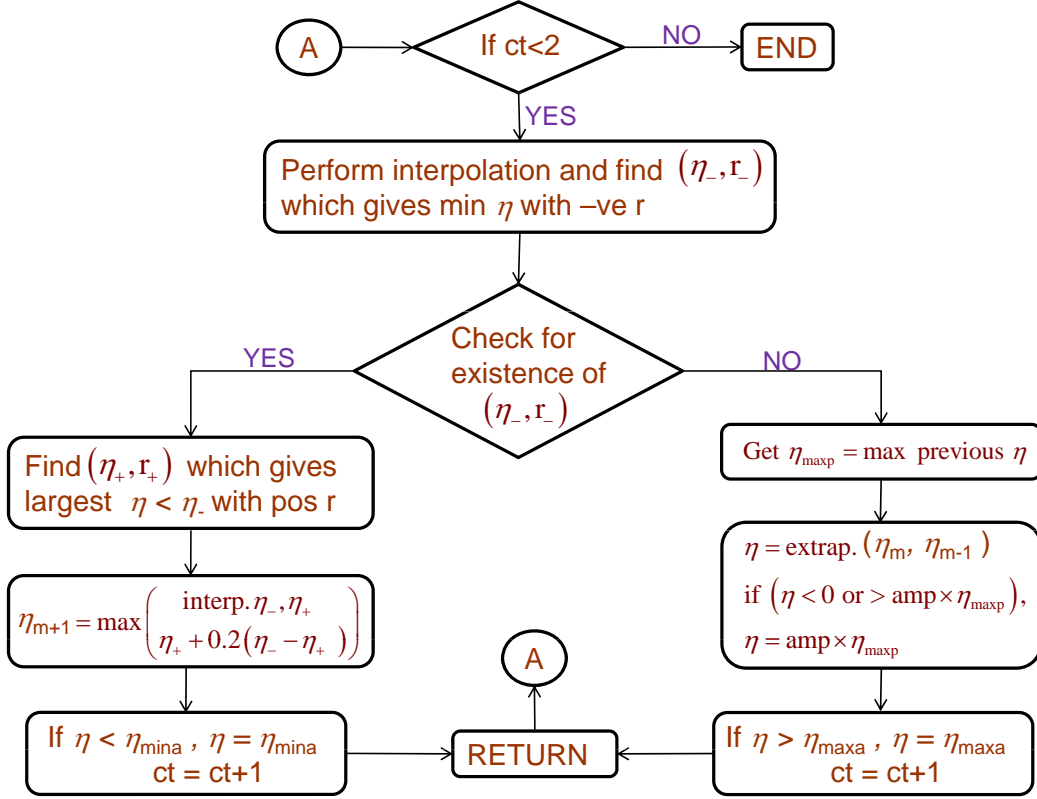 A
If ct<2
NO
END
YES
Perform interpolation and find (η₋, r₋)
which gives min η with –ve r
Check for
existence of
(η₋, r₋)
YES
NO
Find (η₊, r₊) which gives
largest η < η₋ with pos r
Get η_maxp = max previous η
η_m+1 = max( interp. η₋, η₊
η₊ + 0.2(η₋ − η₊) )
η = extrap. (η_m, η_m-1)
if (η < 0 or > amp × η_maxp),
η = amp × η_maxp
A
If η < η_mina , η = η_mina
ct = ct+1
RETURN
If η > η_maxa , η = η_maxa
ct = ct+1